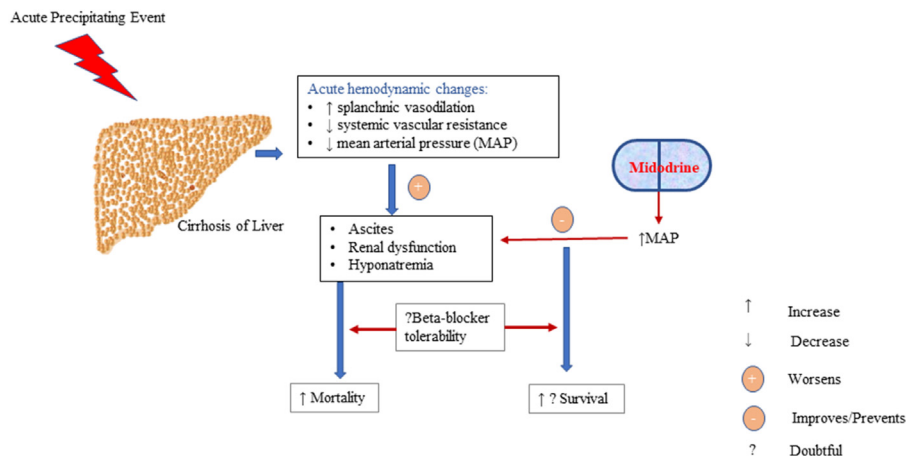 Acute Precipitating Event
Acute hemodynamic changes:
• ↑ splanchnic vasodilation
• ↓ systemic vascular resistance
• ↓ mean arterial pressure (MAP)
Midodrine
Cirrhosis of Liver
+
-
• Ascites
• Renal dysfunction
• Hyponatremia
↑MAP
?Beta-blocker
tolerability
↑ Mortality
↑ ? Survival
↑ Increase
↓ Decrease
+ Worsens
- Improves/Prevents
? Doubtful